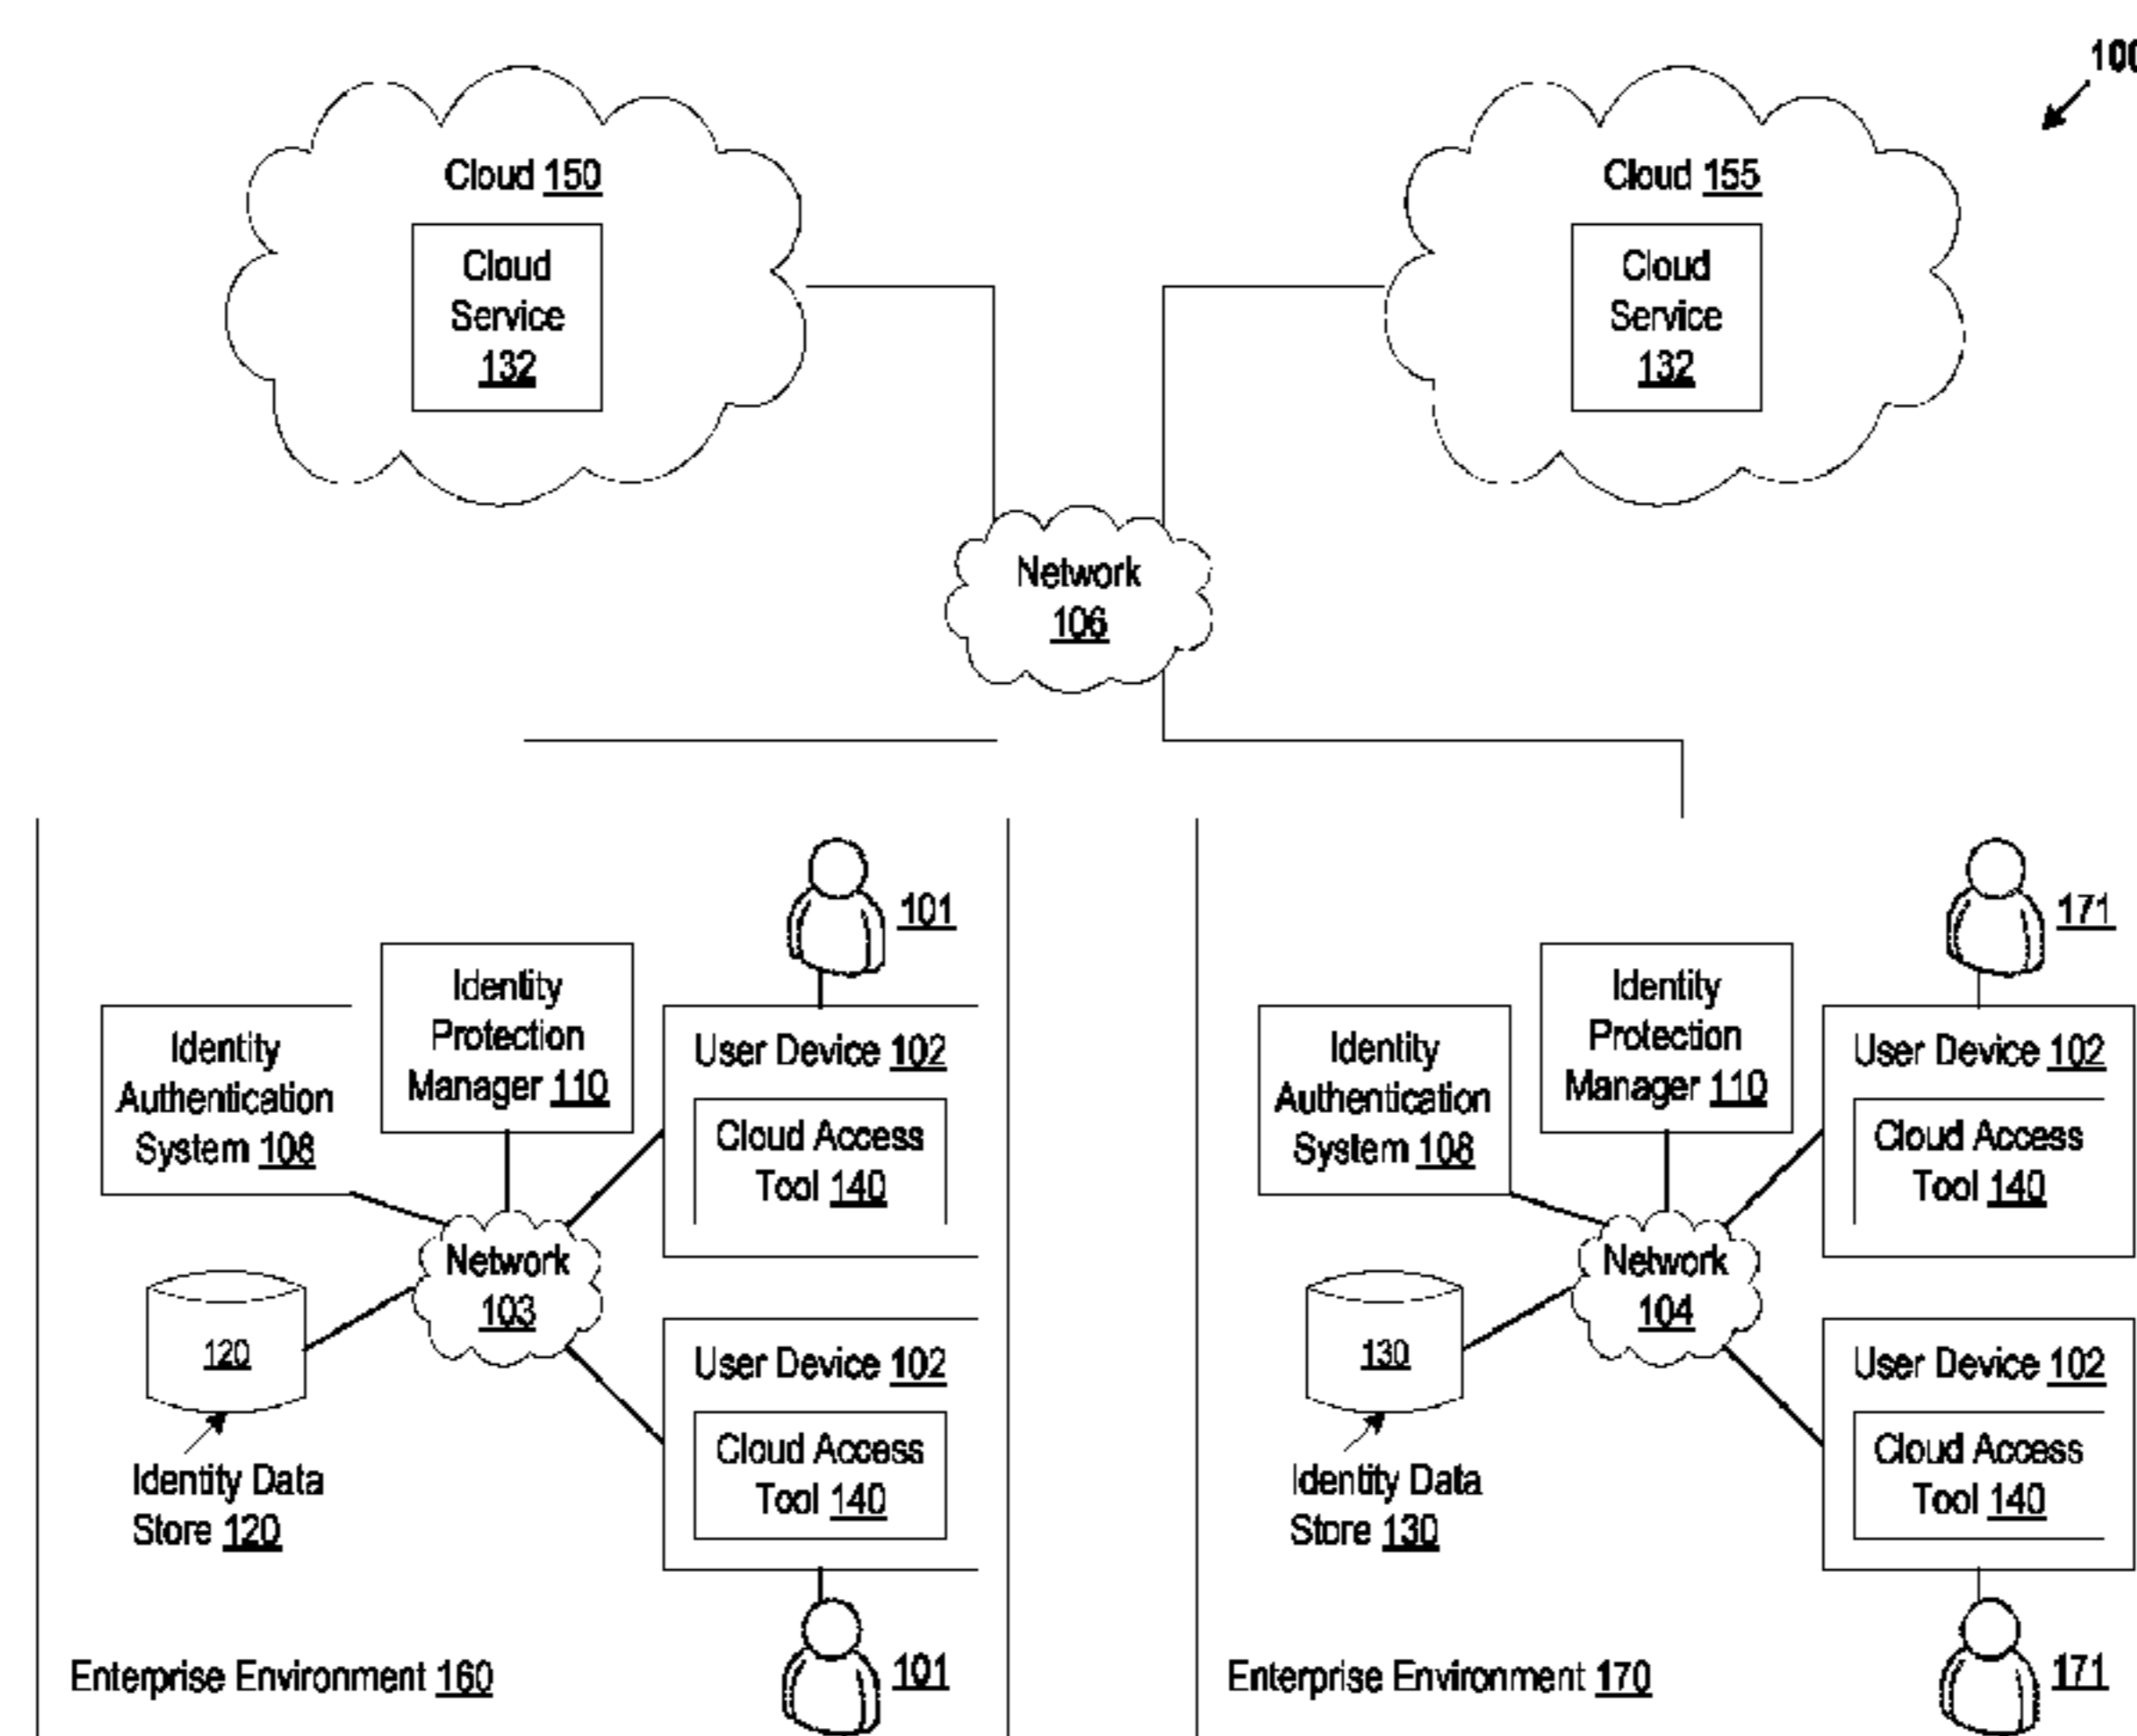 100
Cloud 150
Cloud
Service
132
Cloud 155
Cloud
Service
132
Network
106
101
Identity
Protection
Manager 110
Identity
Authentication
System 108
User Device 102
Cloud Access
Tool 140
Network
103
120
Identity Data
Store 120
User Device 102
Cloud Access
Tool 140
Enterprise Environment 160
101
171
Identity
Protection
Manager 110
Identity
Authentication
System 108
User Device 102
Cloud Access
Tool 140
Network
104
130
Identity Data
Store 130
User Device 102
Cloud Access
Tool 140
Enterprise Environment 170
171